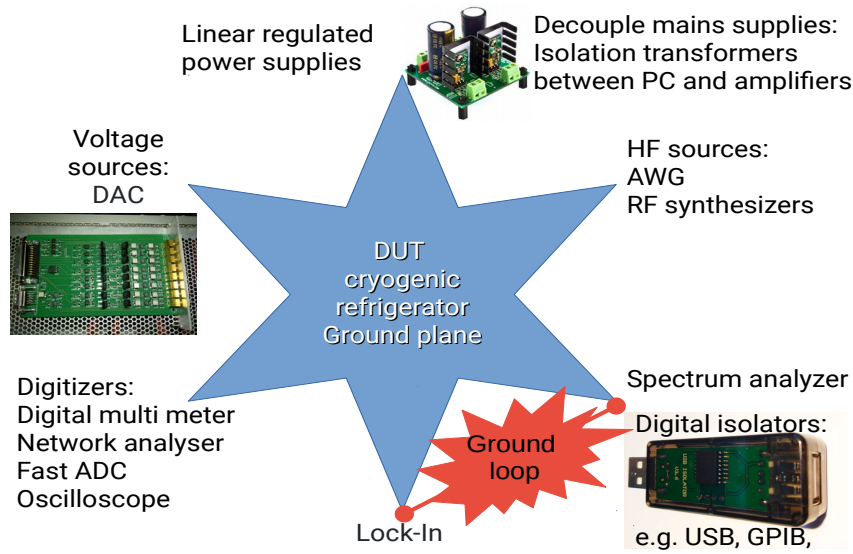 Linear regulated
power supplies
Decouple mains supplies:
Isolation transformers
between PC and amplifiers
Voltage
sources:
DAC
HF sources:
AWG
RF synthesizers
DUT
cryogenic
refrigerator
Ground plane
Digitizers:
Digital multi meter
Network analyser
Fast ADC
Oscilloscope
Spectrum analyzer
Ground
loop
Lock-In
Digital isolators:
USB ISOLATOR
e.g. USB, GPIB,